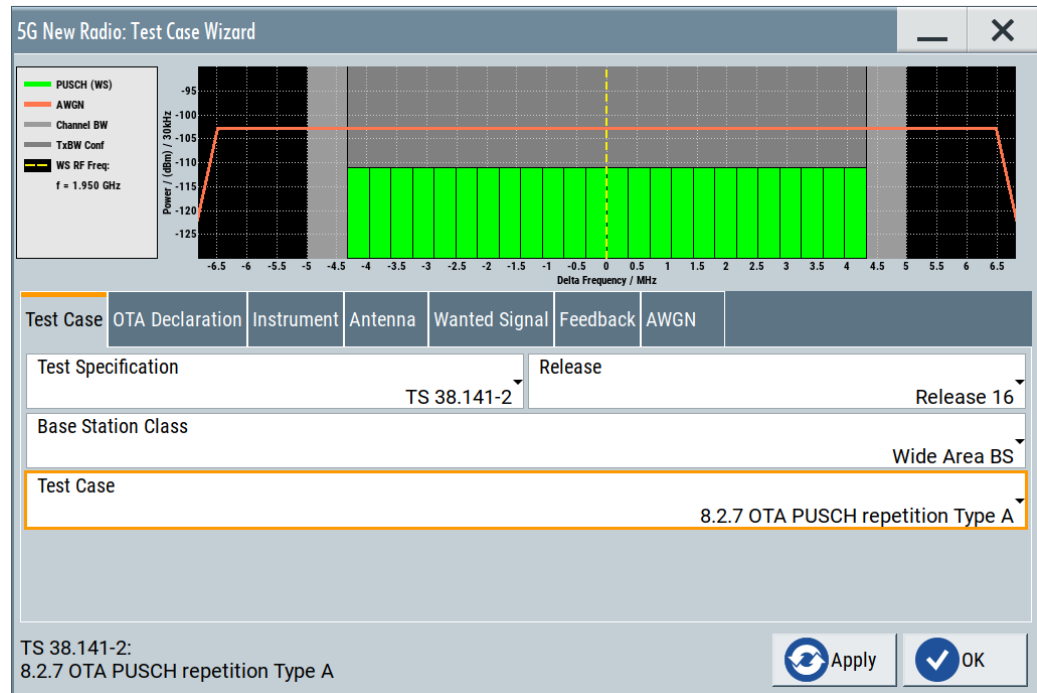 5G New Radio: Test Case Wizard
PUSCH (WS)
AWGN
Channel BW
TxBW Conf
WS RF Freq:
f = 1.950 GHz
Power / (dBm) / 30kHz
-95
-100
-105
-110
-115
-120
-125
-6.5 -6 -5.5 -5 -4.5 -4 -3.5 -3 -2.5 -2 -1.5 -1 -0.5 0 0.5 1 1.5 2 2.5 3 3.5 4 4.5 5 5.5 6 6.5
Delta Frequency / MHz
Test Case OTA Declaration Instrument Antenna Wanted Signal Feedback AWGN
Test Specification Release
TS 38.141-2 Release 16
Base Station Class
Wide Area BS
Test Case
8.2.7 OTA PUSCH repetition Type A
TS 38.141-2:
8.2.7 OTA PUSCH repetition Type A
Apply OK